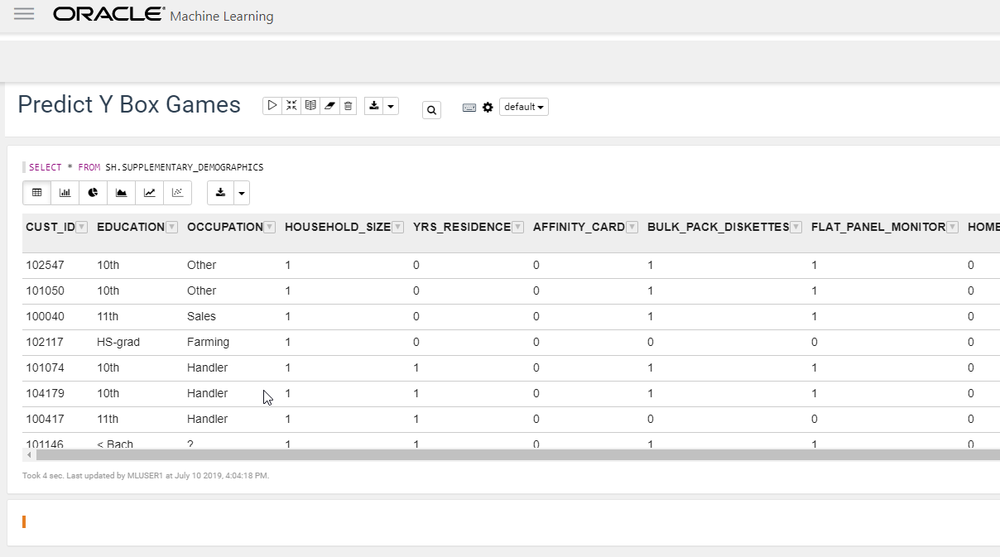 ORACLE Machine Learning
Predict Y Box Games
default
SELECT * FROM SH.SUPPLEMENTARY_DEMOGRAPHICS
CUST_ID EDUCATION OCCUPATION HOUSEHOLD_SIZE YRS_RESIDENCE AFFINITY_CARD BULK_PACK_DISKETTES FLAT_PANEL_MONITOR HOME
102547 10th Other 1 0 0 1 1 0
101050 10th Other 1 0 0 1 1 0
100040 11th Sales 1 0 0 1 1 0
102117 HS-grad Farming 1 0 0 0 0 0
101074 10th Handler 1 1 0 1 1 0
104179 10th Handler 1 1 0 1 1 0
100417 11th Handler 1 1 0 0 0 0
101146 < Bach ? 1 1 0 1 1 0
Took 4 sec. Last updated by MLUSER1 at July 10 2019, 4:04:18 PM.